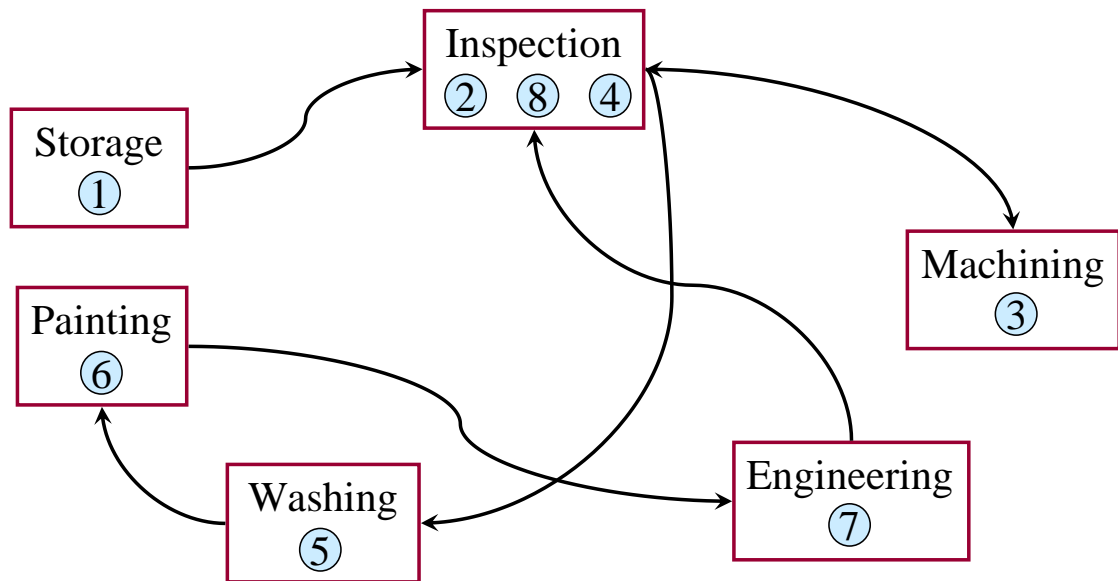 Inspection
2 8 4
Storage
1
Machining
3
Painting
6
Washing
5
Engineering
7